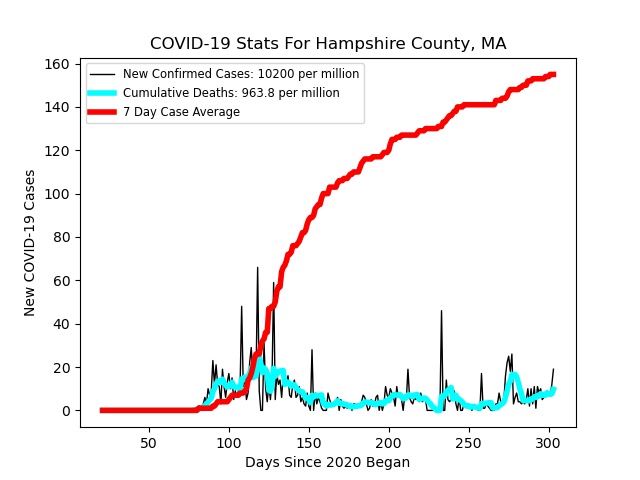 COVID-19 Stats For Hampshire County, MA
New Confirmed Cases: 10200 per million
Cumulative Deaths: 963.8 per million
7 Day Case Average
New COVID-19 Cases
160
140
120
100
80
60
40
20
0
50 100 150 200 250 300
Days Since 2020 Began